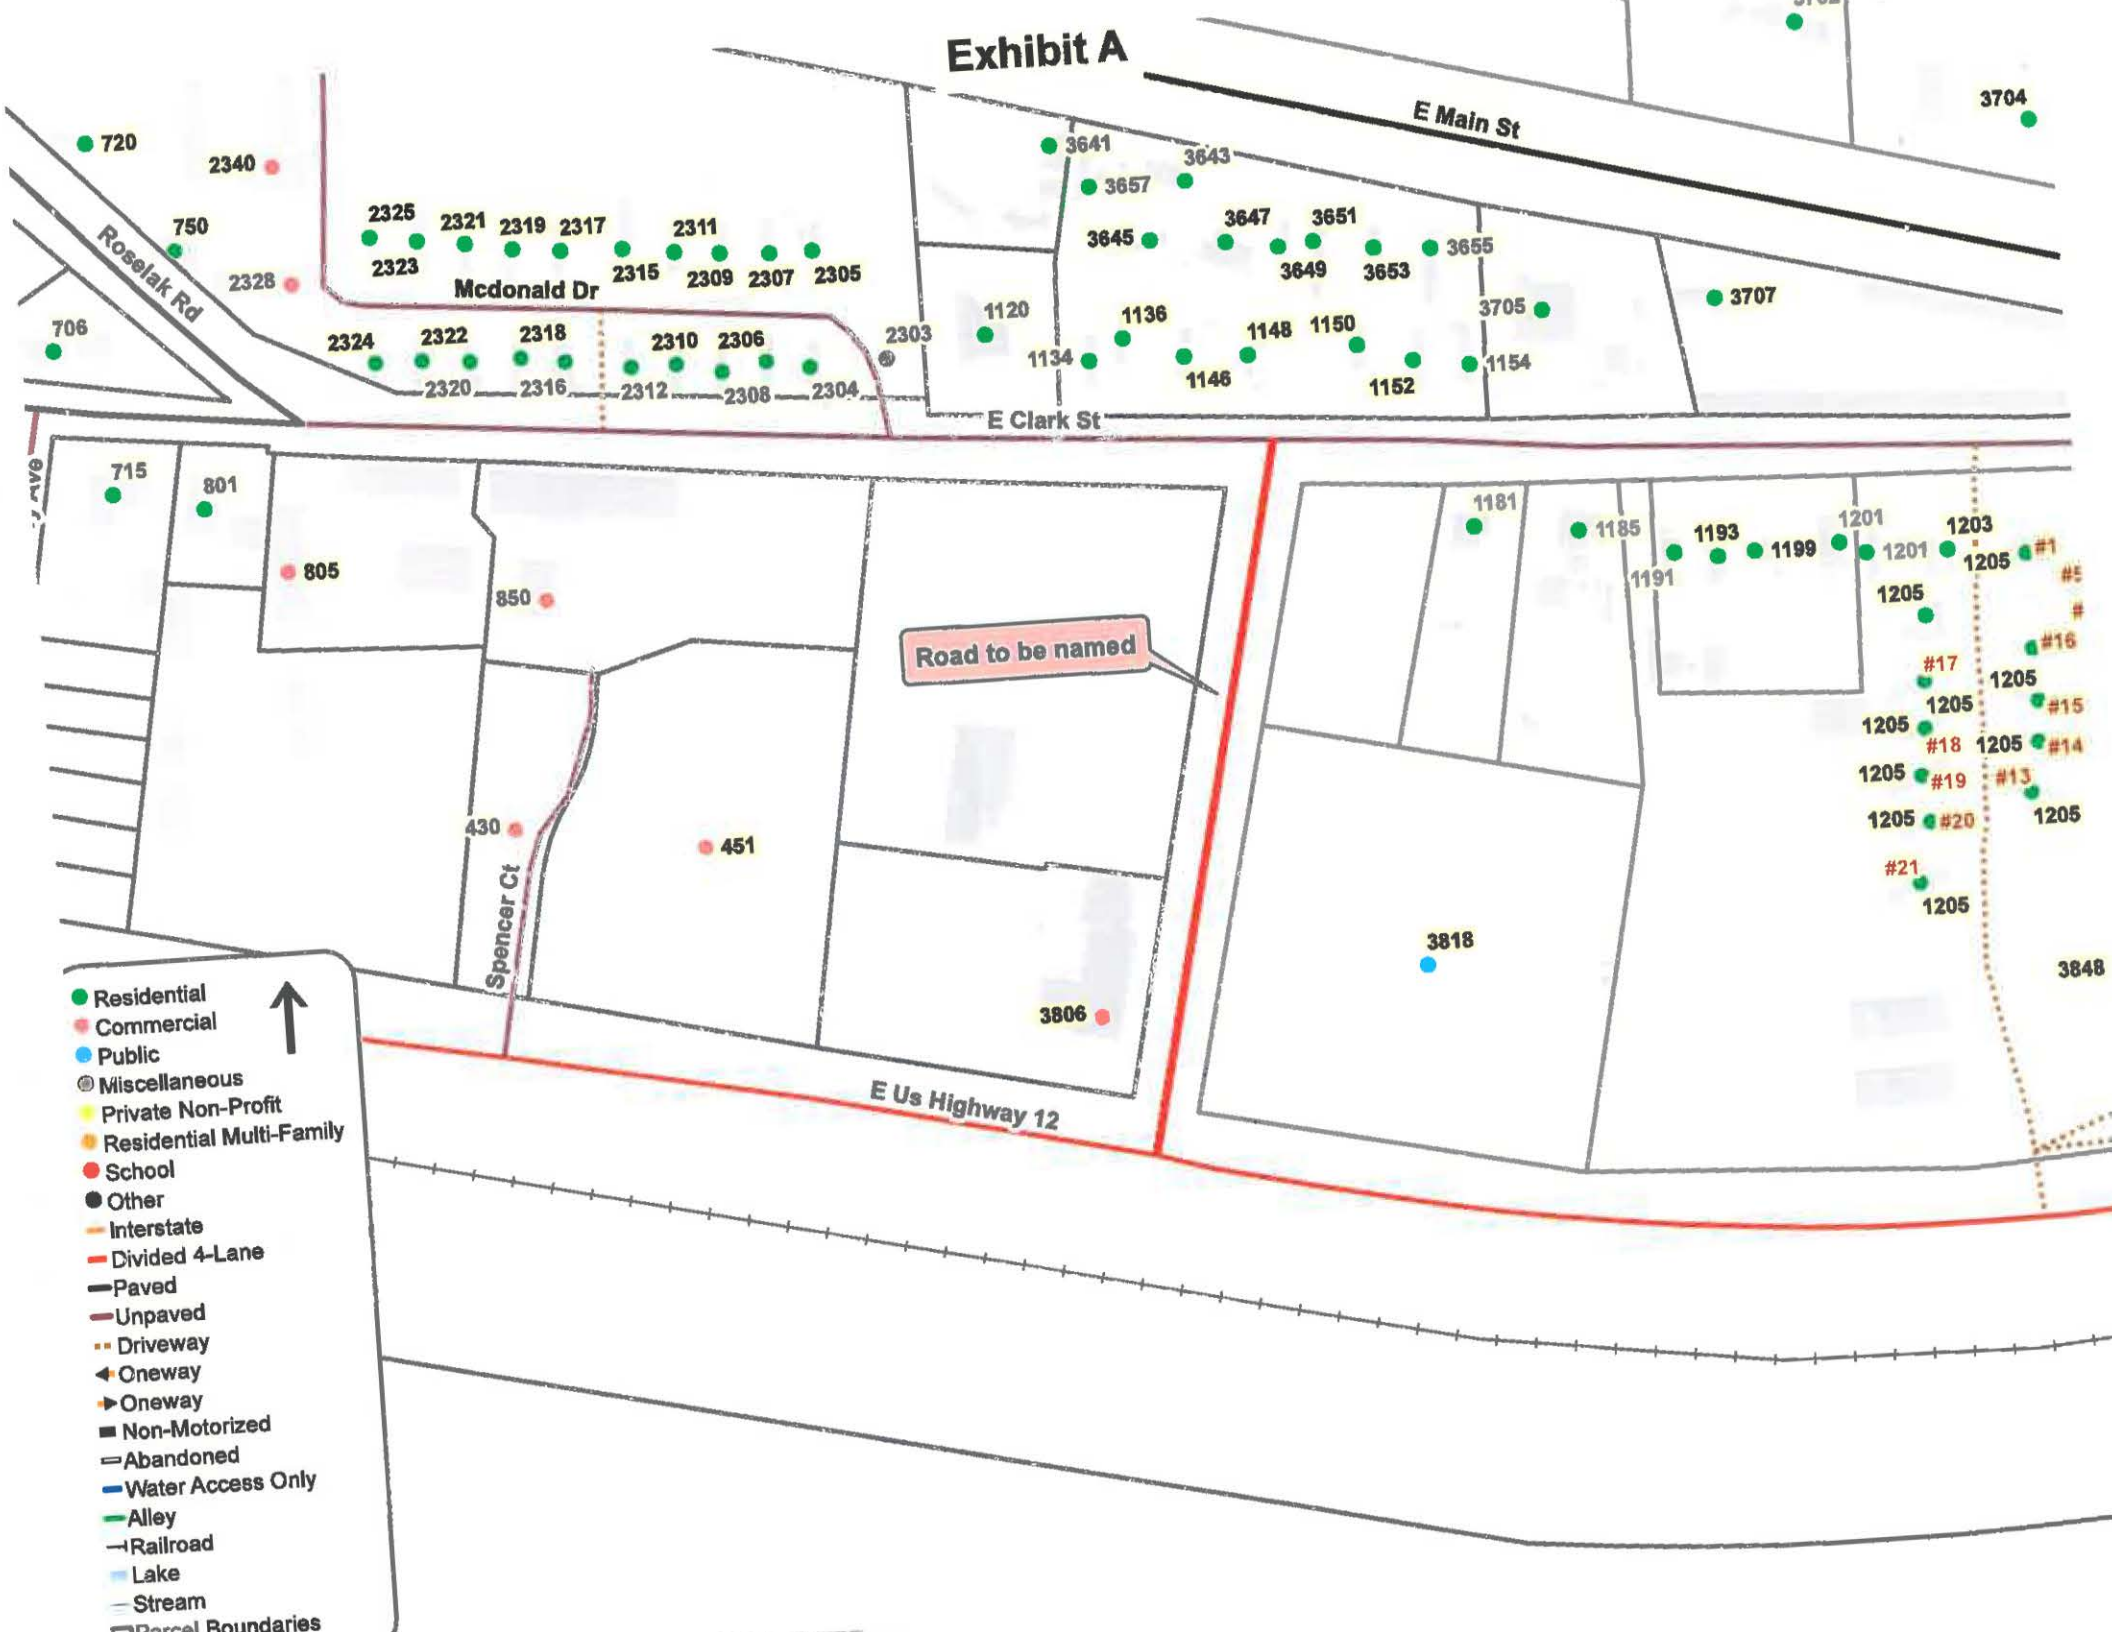 Exhibit A
E Main St
3704
720
2340
750
Roselak Rd
2328
706
2325
2323
2321
2319
2317
2315
2311
2309
2307
2305
Mcdonald Dr
2324
2322
2320
2318
2316
2312
2310
2308
2306
2304
2303
3641
3657
3643
3645
3647
3649
3651
3653
3655
3705
3707
1120
1134
1136
1146
1148
1150
1152
1154
E Clark St
715
801
805
850
Road to be named
1181
1185
1191
1193
1199
1201
1201
1203
1205 #1
#5
#
1205
#16
#17
1205
1205
#15
1205
#18
1205
#14
1205
#19
#13
1205
#20
1205
#21
1205
430
451
Spencer Ct
3806
3818
3848
E Us Highway 12
Residential
Commercial
Public
Miscellaneous
Private Non-Profit
Residential Multi-Family
School
Other
Interstate
Divided 4-Lane
Paved
Unpaved
Driveway
Oneway
Oneway
Non-Motorized
Abandoned
Water Access Only
Alley
Railroad
Lake
Stream
Parcel Boundaries